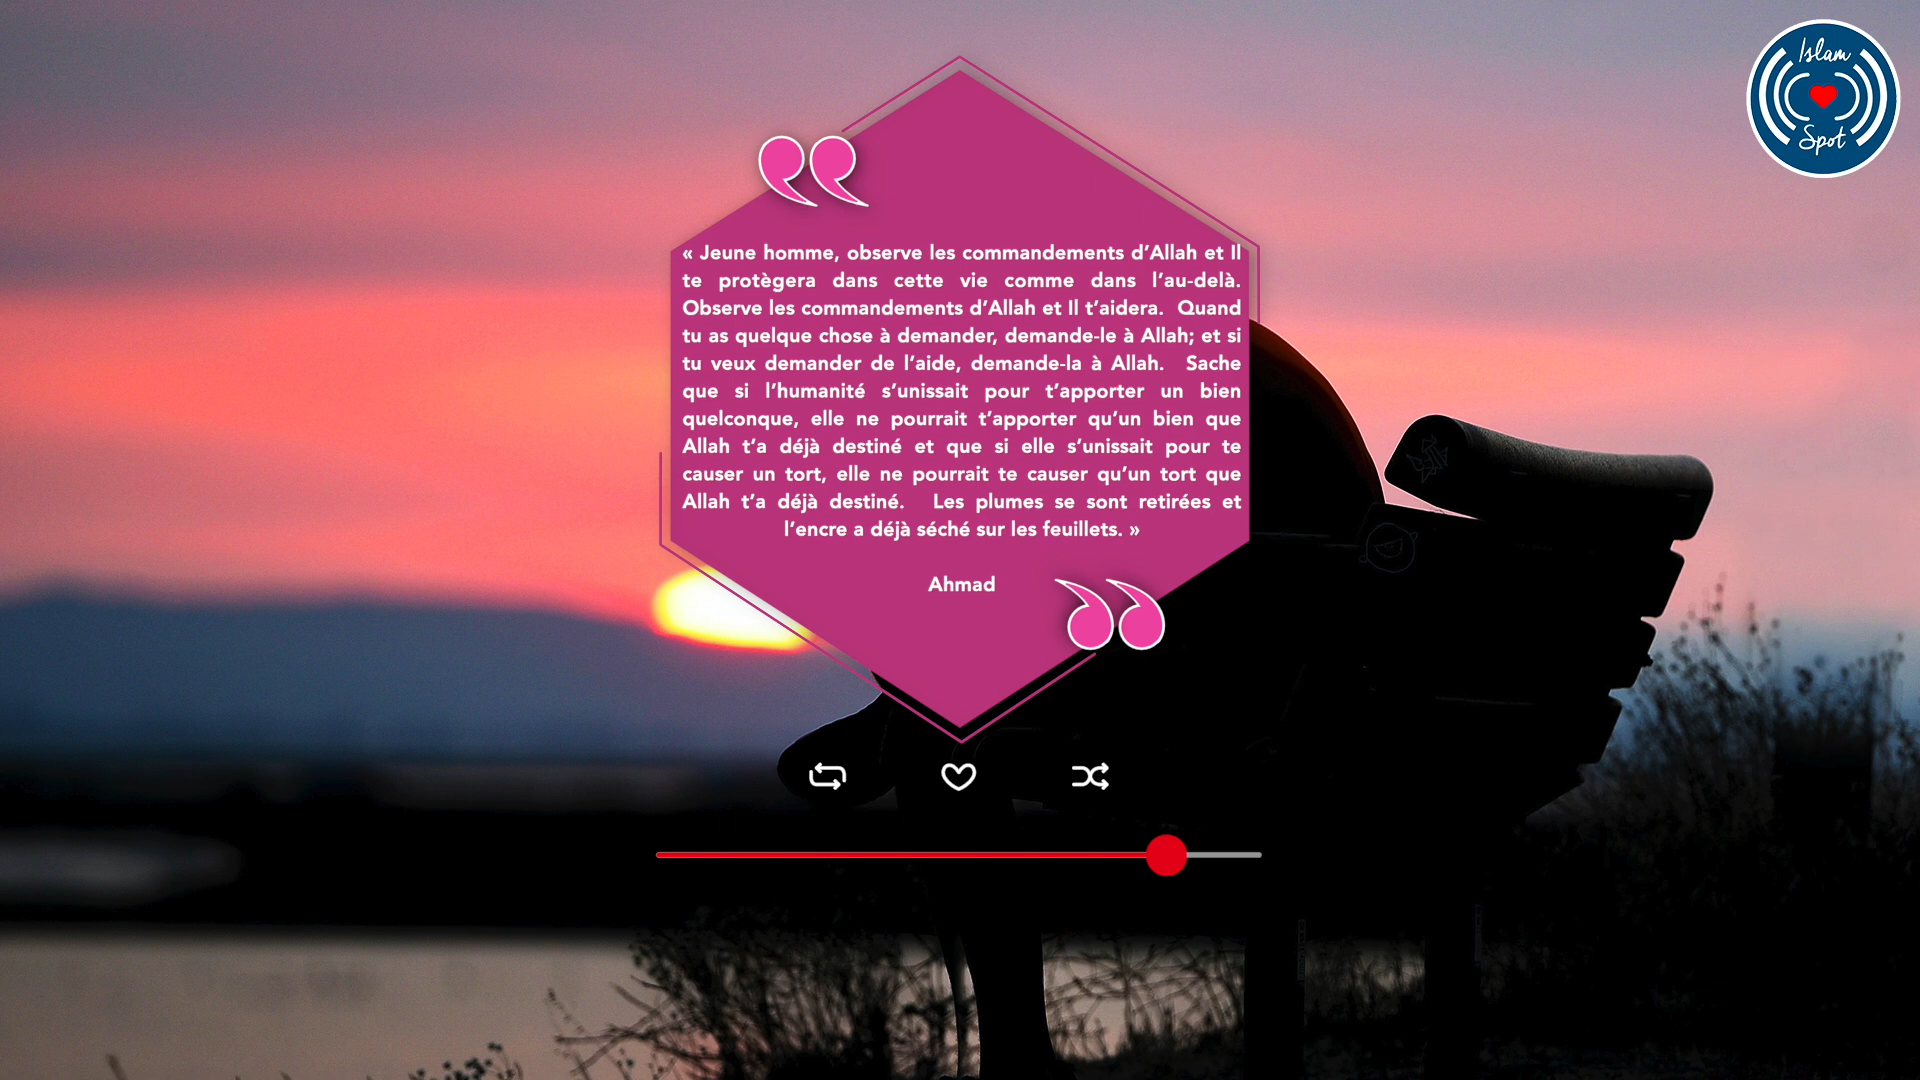 Islam
Spot
« Jeune homme, observe les commandements d’Allah et Il
te protègera dans cette vie comme dans l’au-delà.
Observe les commandements d’Allah et Il t’aidera.  Quand
tu as quelque chose à demander, demande-le à Allah; et si
tu veux demander de l’aide, demande-la à Allah.  Sache
que si l’humanité s’unissait pour t’apporter un bien
quelconque, elle ne pourrait t’apporter qu’un bien que
Allah t’a déjà destiné et que si elle s’unissait pour te
causer un tort, elle ne pourrait te causer qu’un tort que
Allah t’a déjà destiné.  Les plumes se sont retirées et
l’encre a déjà séché sur les feuillets. »
Ahmad